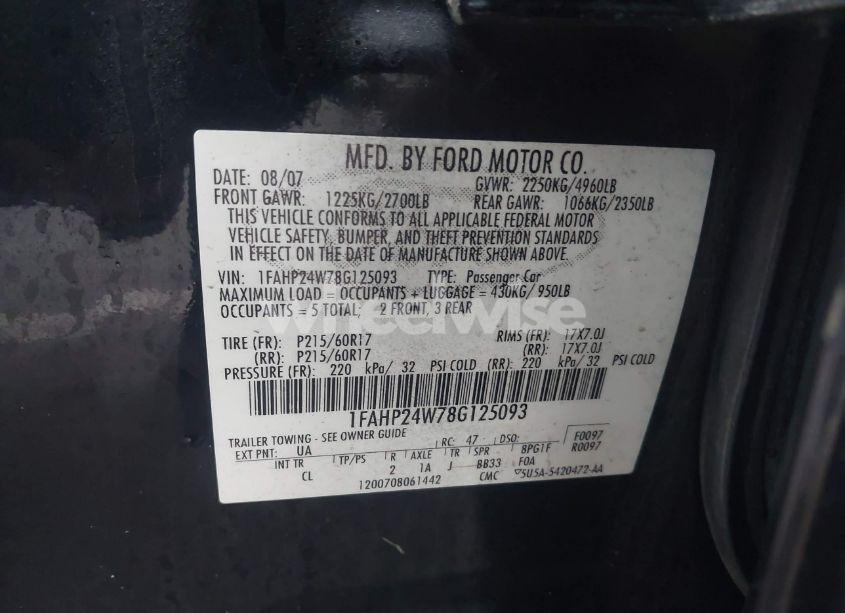 MFD. BY FORD MOTOR CO.
DATE: 08/07 GVWR: 2250KG/4960LB
FRONT GAWR: 1225KG/2700LB REAR GAWR: 1066KG/2350LB
THIS VEHICLE CONFORMS TO ALL APPLICABLE FEDERAL MOTOR
VEHICLE SAFETY, BUMPER, AND THEFT PREVENTION STANDARDS
IN EFFECT ON THE DATE OF MANUFACTURE SHOWN ABOVE.
VIN: 1FAHP24W78G125093 TYPE: Passenger Car
MAXIMUM LOAD = OCCUPANTS + LUGGAGE = 430KG/ 950LB
OCCUPANTS = 5 TOTAL; 2 FRONT, 3 REAR
wheelwise
TIRE (FR): P215/60R17 RIMS (FR): 17X7.0J
(RR): P215/60R17 (RR): 17X7.0J
PRESSURE (FR): 220 kPa/ 32 PSI COLD (RR): 220 kPa/ 32 PSI COLD
1FAHP24W78G125093
TRAILER TOWING - SEE OWNER GUIDE
EXT PNT: UA RC: 47 DSO: F0097
INT TR TP/PS R AXLE TR SPR 8PG1F R0097
CL 2 1A J BB33 F0A
1200708061442 CMC 5U5A-5420472-AA